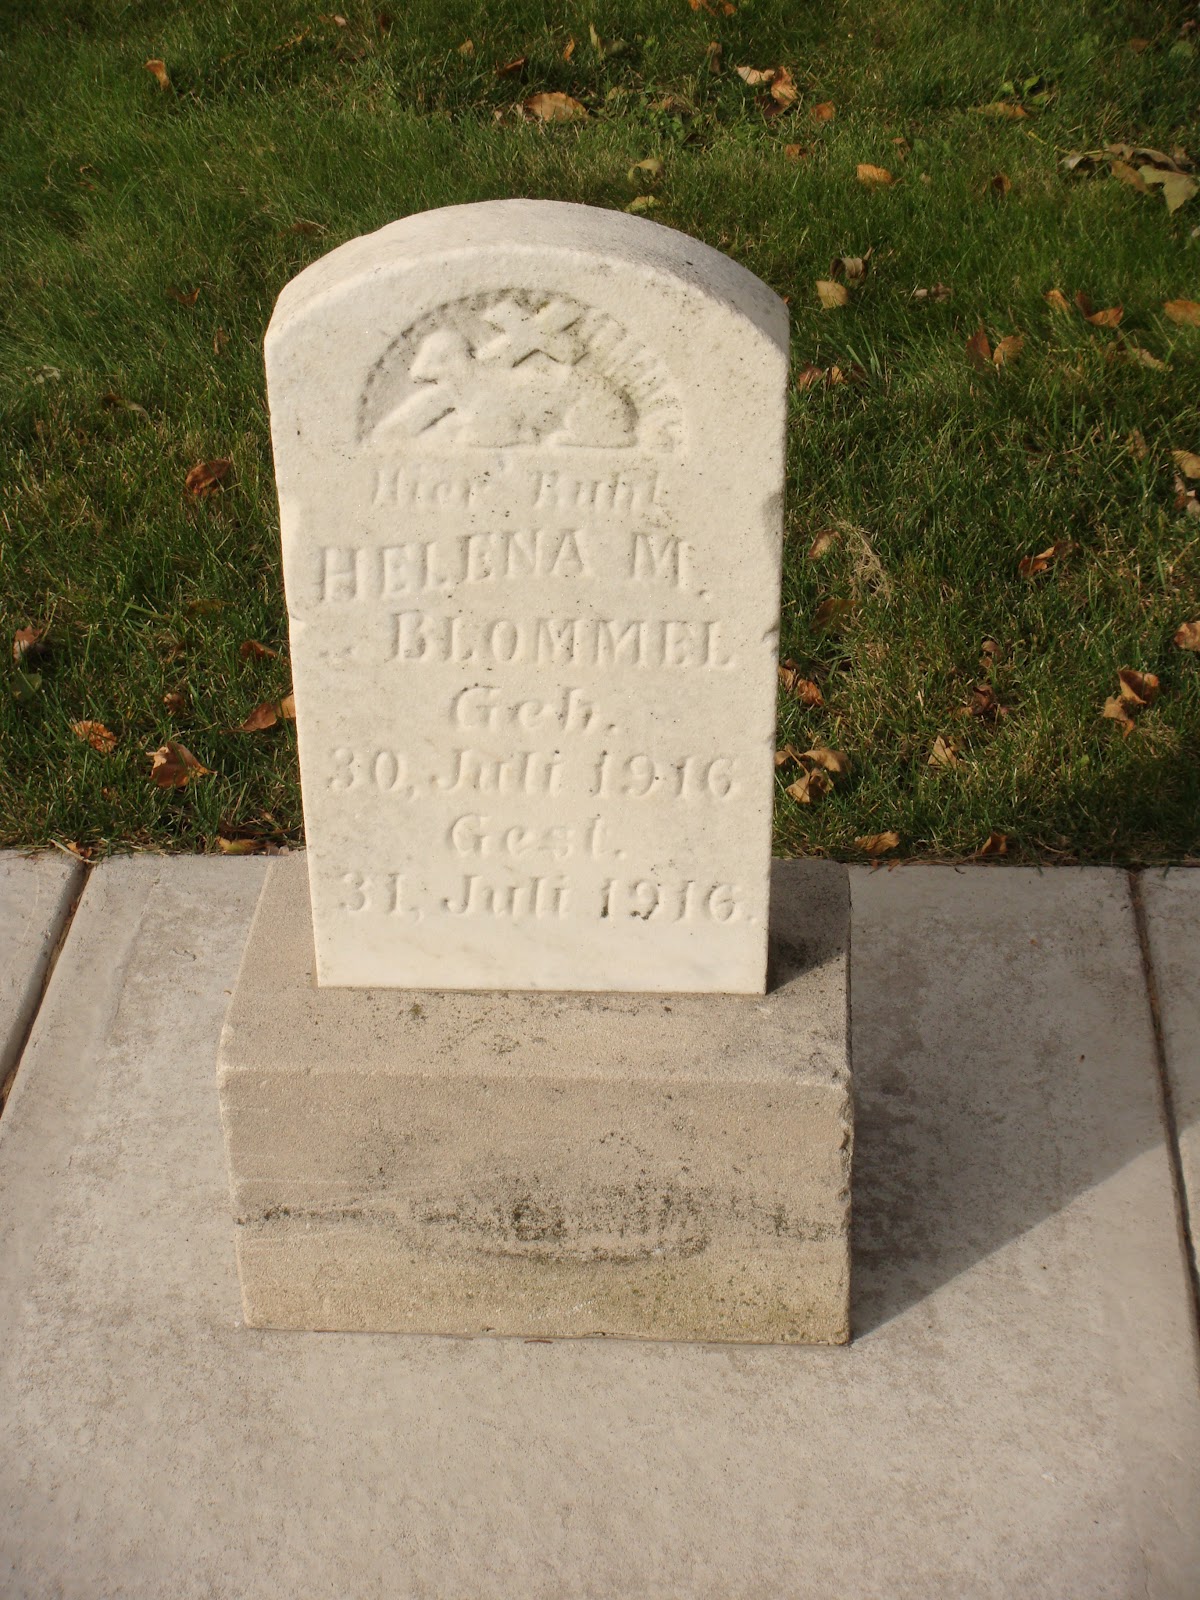 Hier Ruht
HELENA M.
BLOMMEL
Geb.
30, Juli 1916
Gest.
31, Juli 1916.